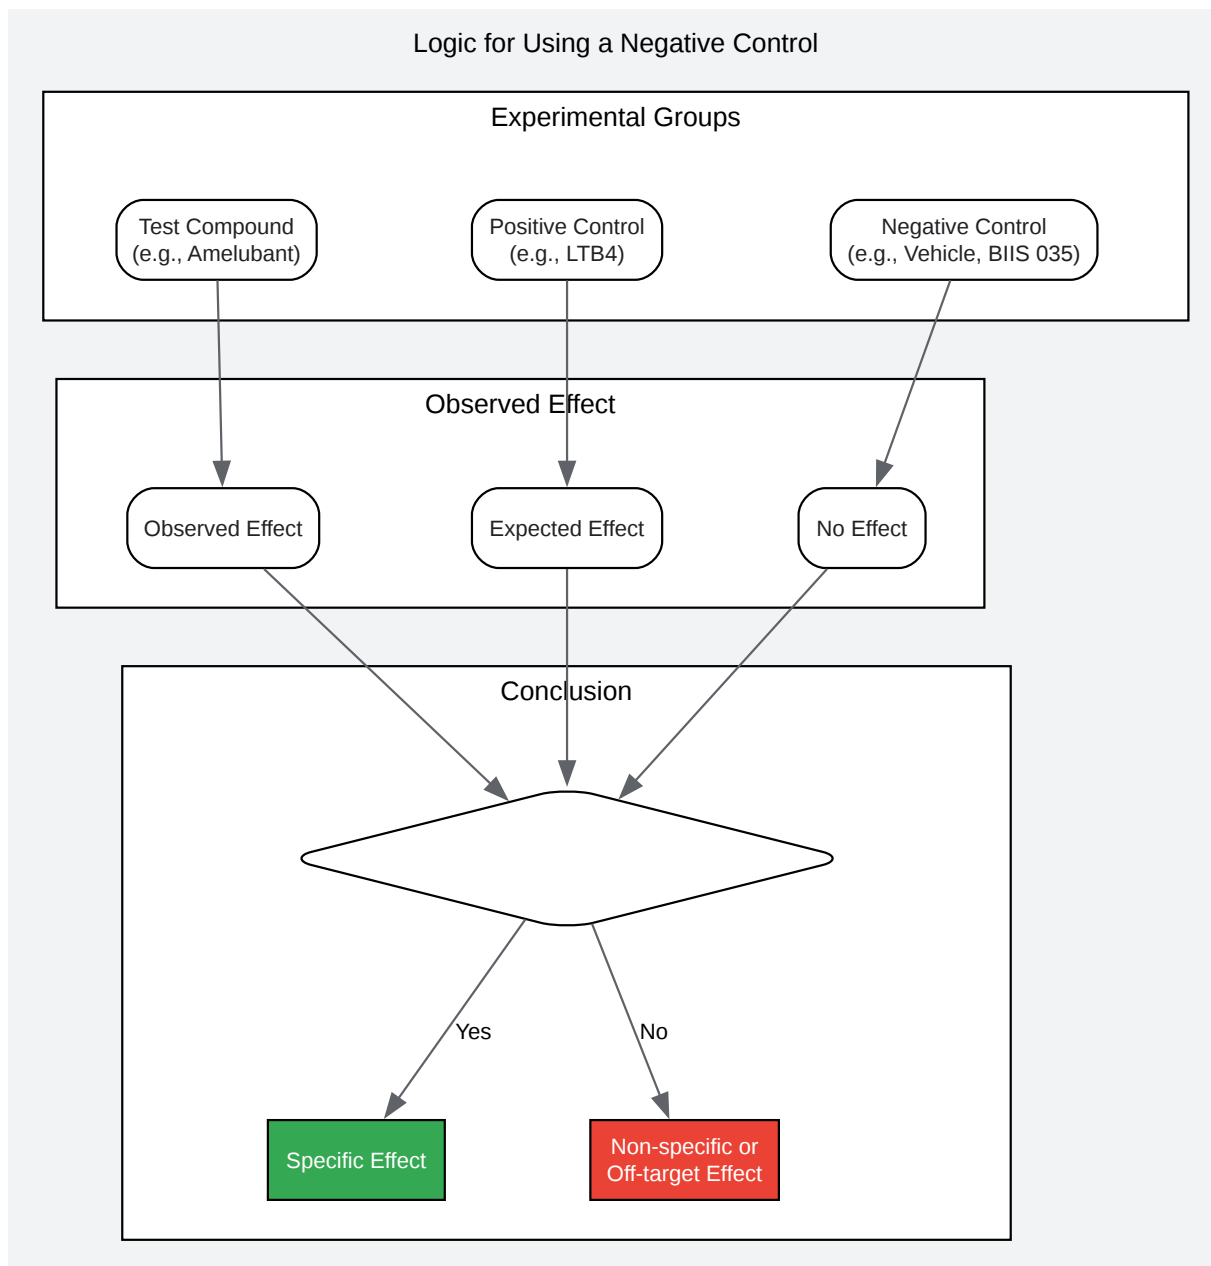 Logic for Using a Negative Control
Experimental Groups
Test Compound
(e.g., Amelubant)
Positive Control
(e.g., LTB4)
Negative Control
(e.g., Vehicle, BIIS 035)
Observed Effect
Observed Effect
Expected Effect
No Effect
Conclusion
Yes
No
Specific Effect
Non-specific or
Off-target Effect